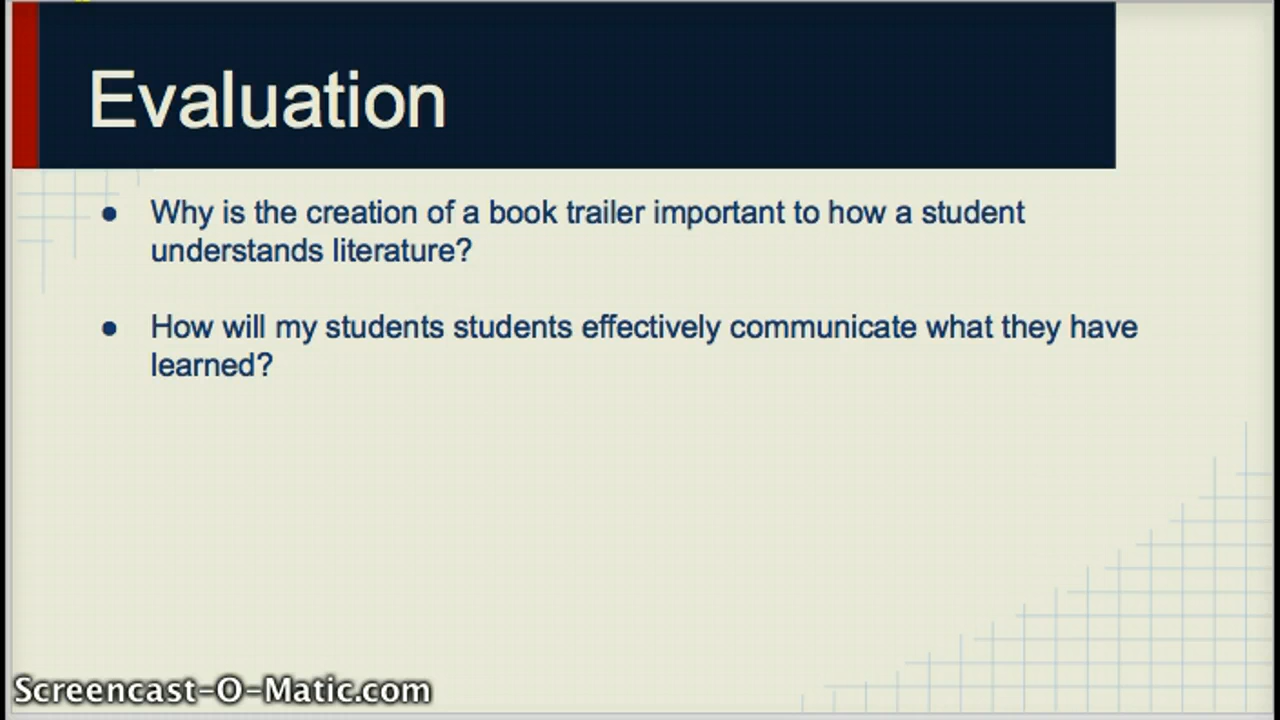 Evaluation
● Why is the creation of a book trailer important to how a student
understands literature?
● How will my students students effectively communicate what they have
learned?
Screencast-O-Matic.com